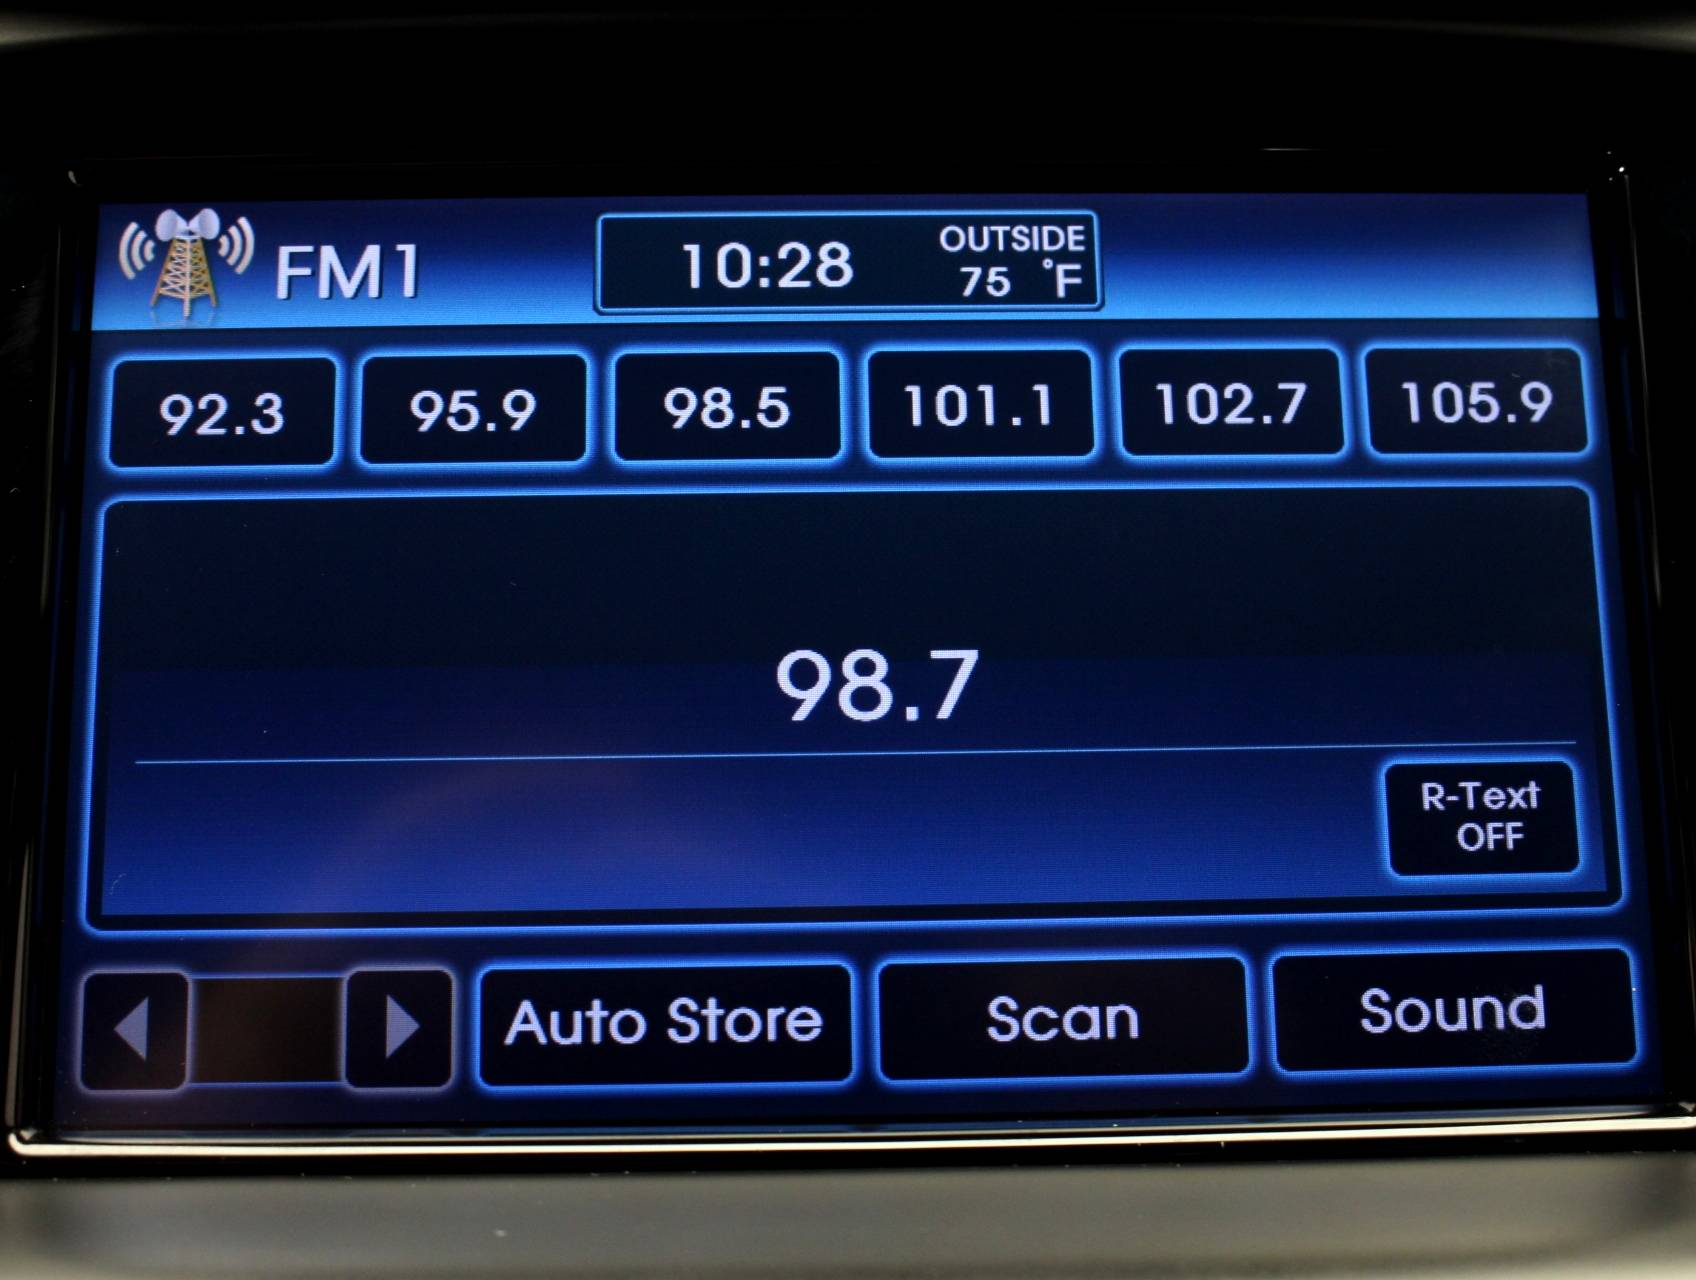 FM1
10:28
OUTSIDE
75 °F
92.3
95.9
98.5
101.1
102.7
105.9
98.7
R-Text
OFF
Auto Store
Scan
Sound